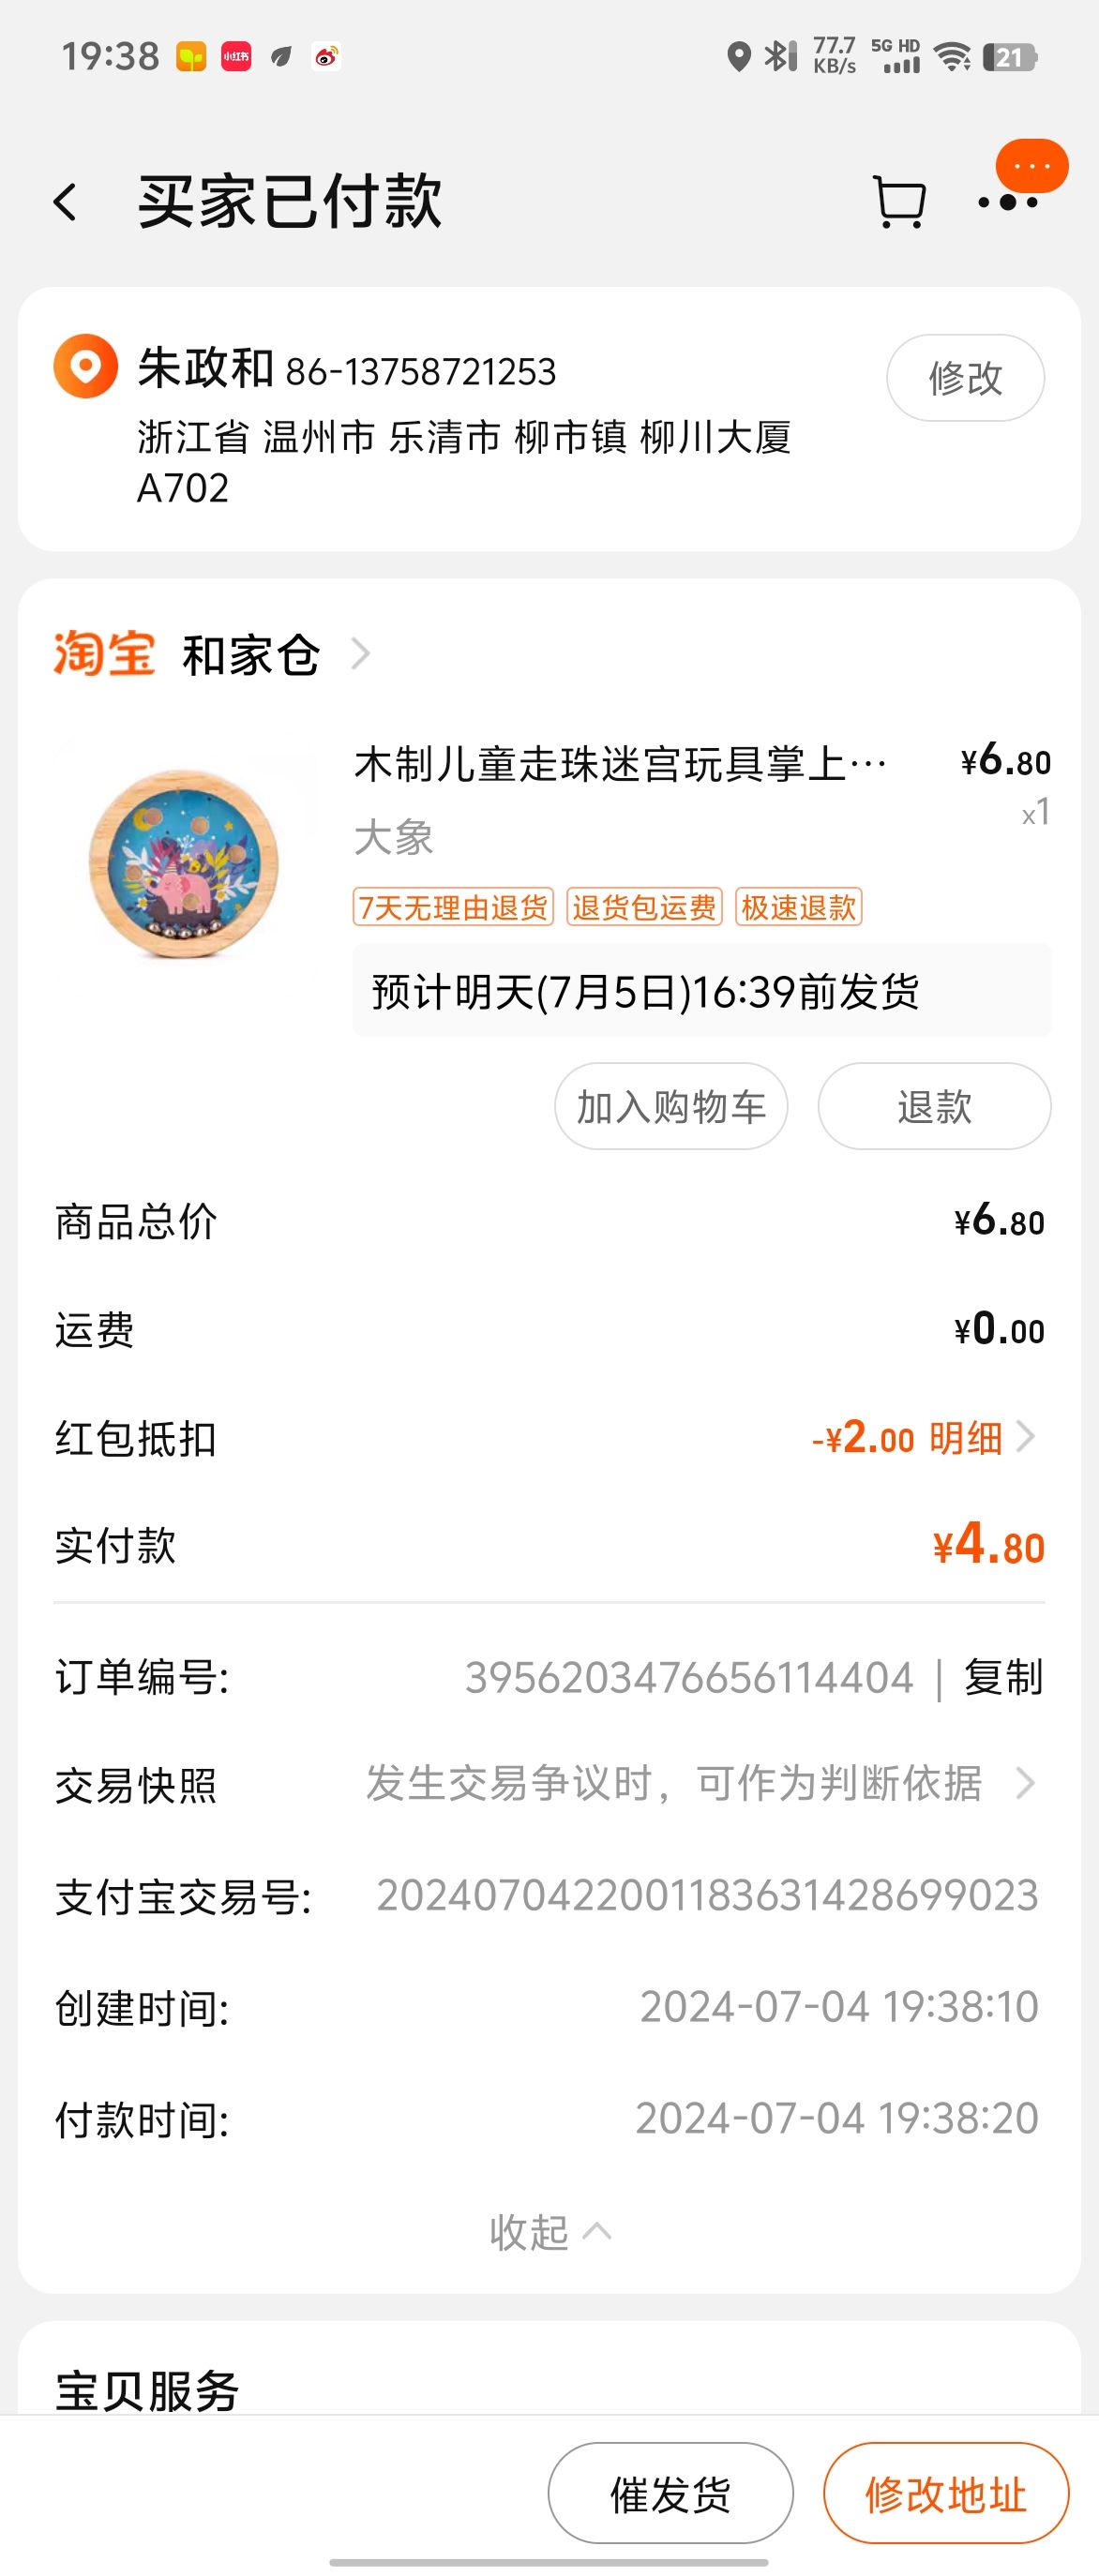 19:38 小红书 77.7 KB/s 5G HD 21
买家已付款
朱政和 86-13758721253
修改
浙江省 温州市 乐清市 柳市镇 柳川大厦
A702
淘宝 和家仓
木制儿童走珠迷宫玩具掌上… ¥6.80
大象 x1
7天无理由退货 退货包运费 极速退款
预计明天(7月5日)16:39前发货
加入购物车 退款
商品总价 ¥6.80
运费 ¥0.00
红包抵扣 -¥2.00 明细
实付款 ¥4.80
订单编号: 3956203476656114404 | 复制
交易快照 发生交易争议时，可作为判断依据
支付宝交易号: 2024070422001183631428699023
创建时间: 2024-07-04 19:38:10
付款时间: 2024-07-04 19:38:20
收起
宝贝服务
催发货 修改地址